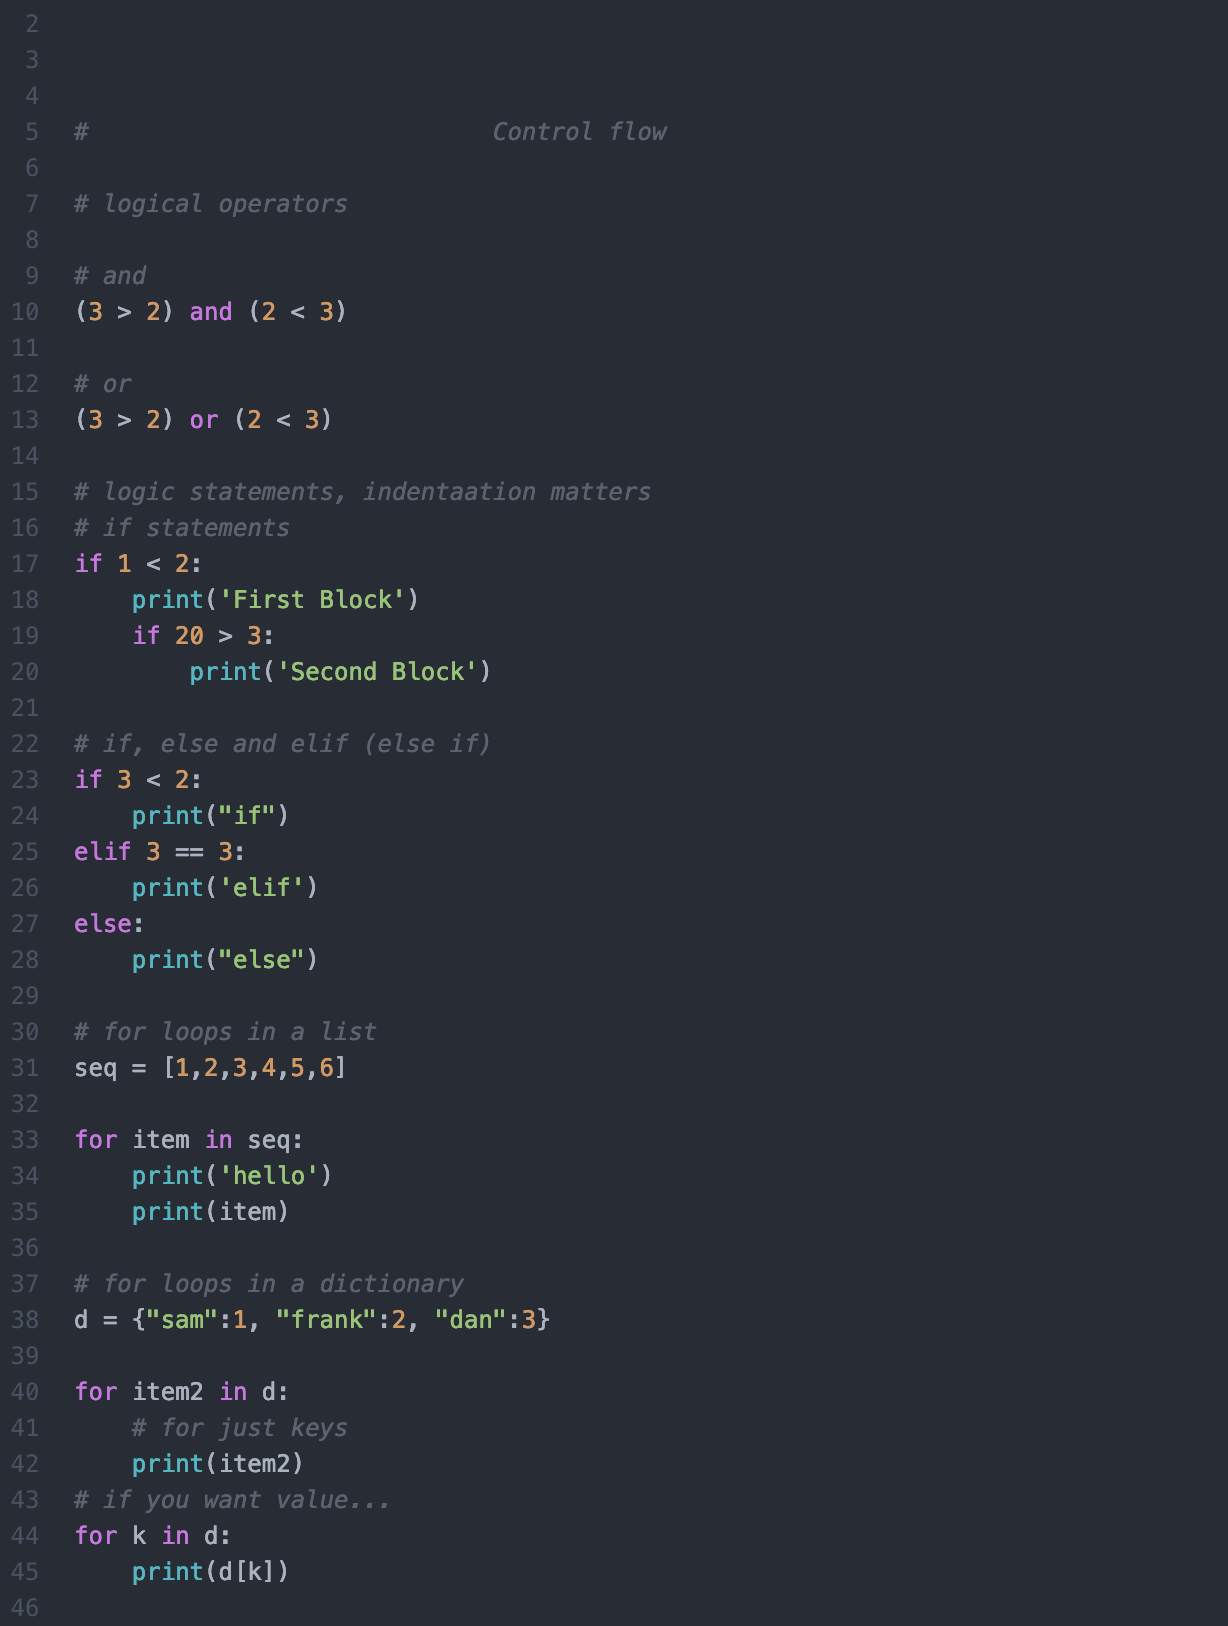 2
3
4
5 # Control flow
6
7 # logical operators
8
9 # and
10 (3 > 2) and (2 < 3)
11
12 # or
13 (3 > 2) or (2 < 3)
14
15 # logic statements, indentaation matters
16 # if statements
17 if 1 < 2:
18     print('First Block')
19     if 20 > 3:
20         print('Second Block')
21
22 # if, else and elif (else if)
23 if 3 < 2:
24     print("if")
25 elif 3 == 3:
26     print('elif')
27 else:
28     print("else")
29
30 # for loops in a list
31 seq = [1,2,3,4,5,6]
32
33 for item in seq:
34     print('hello')
35     print(item)
36
37 # for loops in a dictionary
38 d = {"sam":1, "frank":2, "dan":3}
39
40 for item2 in d:
41     # for just keys
42     print(item2)
43 # if you want value...
44 for k in d:
45     print(d[k])
46